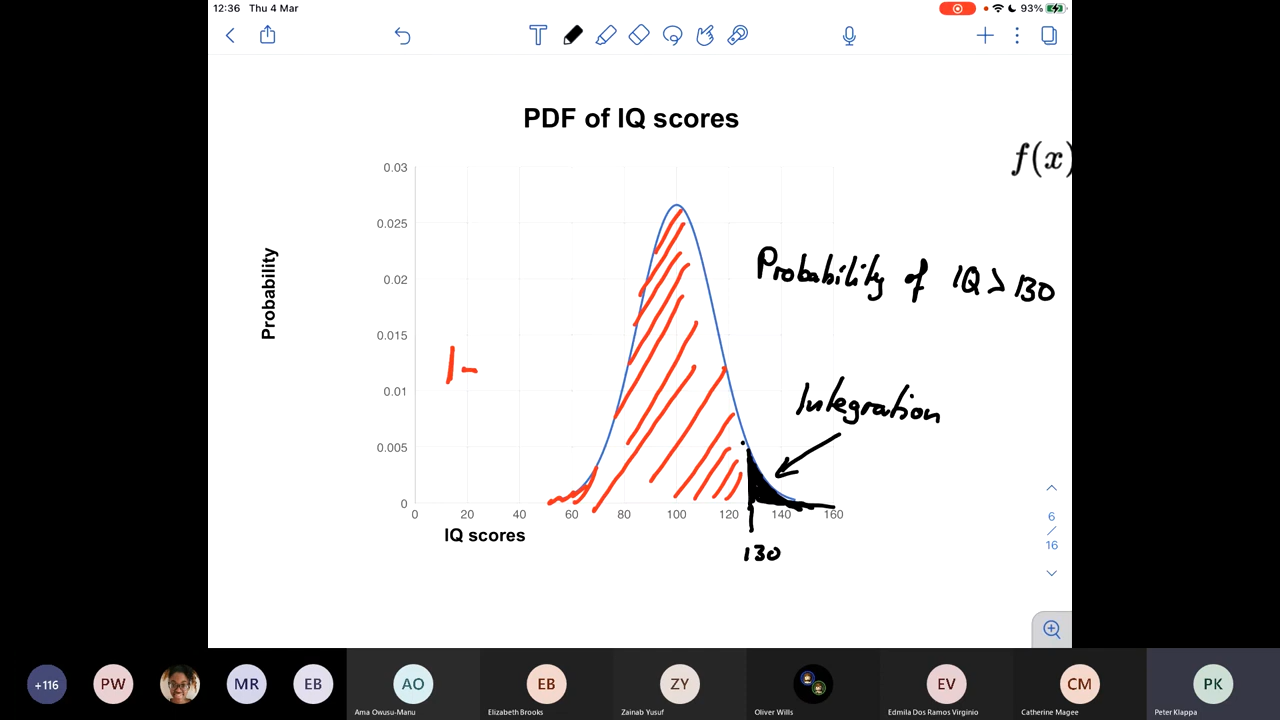 12:36 Thu 4 Mar
93%
PDF of IQ scores
f(x)
Probability
0.03
0.025
0.02
0.015
0.01
0.005
0
0 20 40 60 80 100 120 140 160
IQ scores
Probability of IQ > 130
Integration
1-
130
6
/
16
+116
PW
MR
EB
AO
Ama Owusu-Manu
EB
Elizabeth Brooks
ZY
Zainab Yusuf
Oliver Wills
EV
Edmila Dos Ramos Virginio
CM
Catherine Magee
PK
Peter Klappa